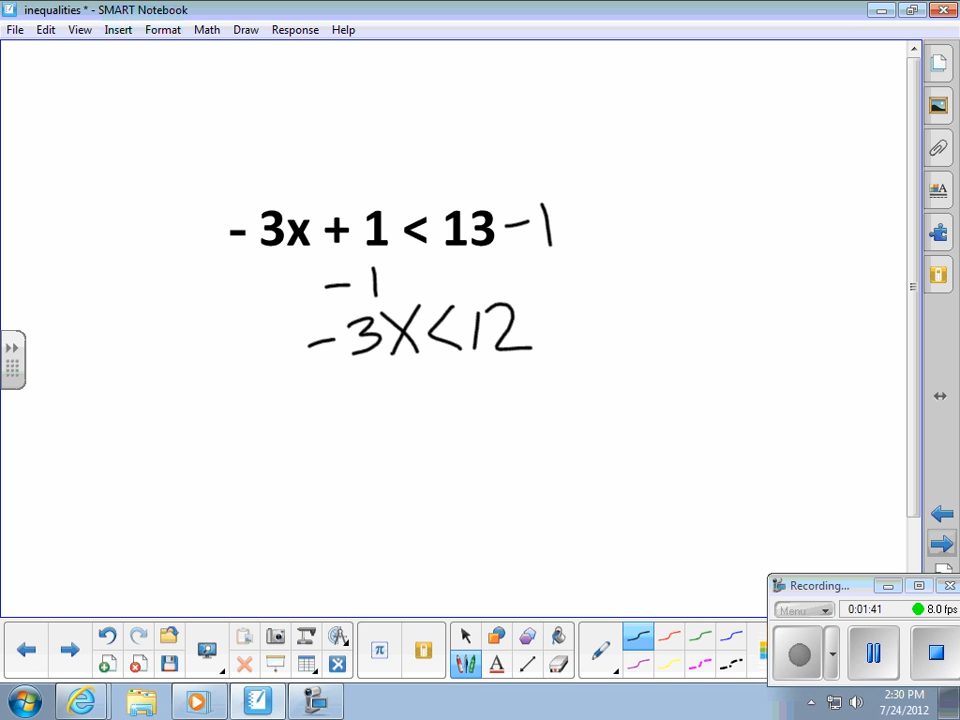 inequalities * - SMART Notebook
File Edit View Insert Format Math Draw Response Help
- 3x + 1 < 13 -1
-1
-3x<12
Recording...
Menu 0:01:41 8.0 fps
π A
2:30 PM
7/24/2012